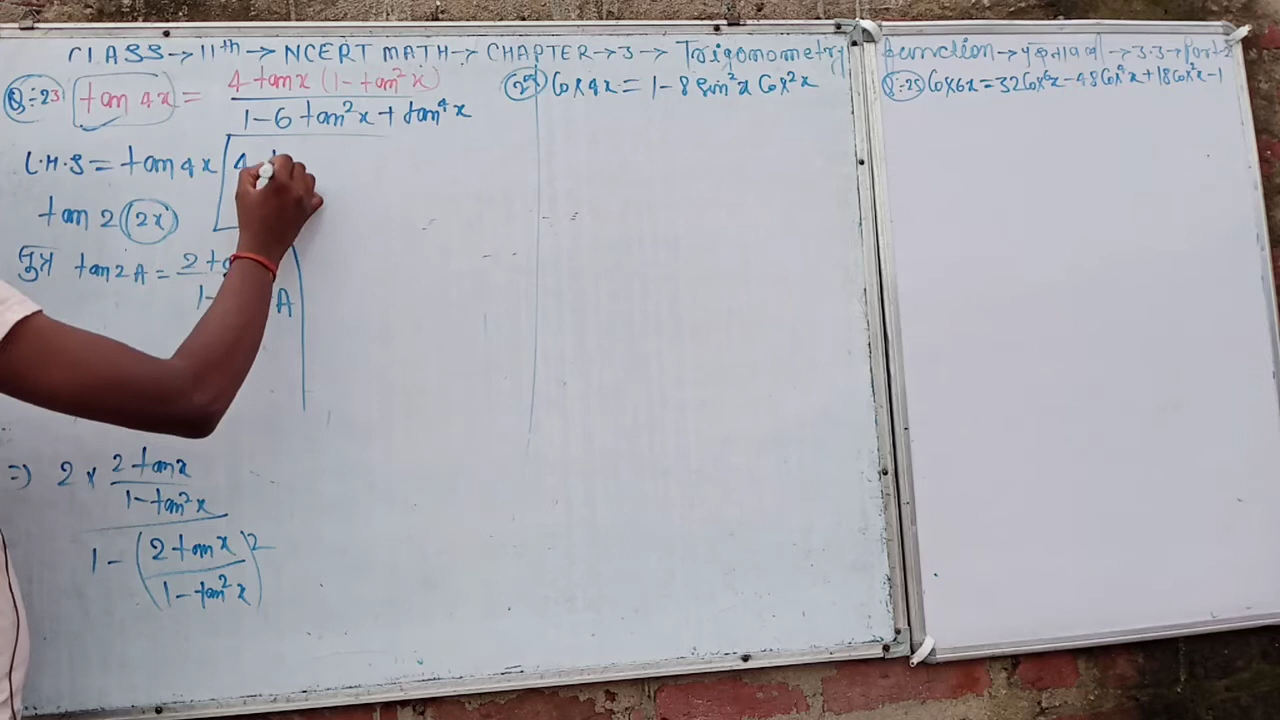 CLASS → 11th → NCERT MATH → CHAPTER → 3 → Trigonometry function → प्रश्नावली → 3.3 → Part-2
Q:-23 tan 4x = 4 tan x (1 - tan² x) / 1 - 6 tan² x + tan⁴ x
L.H.S = tan 4x
tan 2 (2x)
सूत्र tan 2A = 2 t / 1 - A
4
=) 2 × 2 tan x / 1 - tan² x
1 - (2 tan x / 1 - tan² x)²
24 Cos 4x = 1 - 8 sin² x Cos² x
Q:-25 Cos 6x = 32 Cos⁶ x - 48 Cos⁴ x + 18 Cos² x - 1